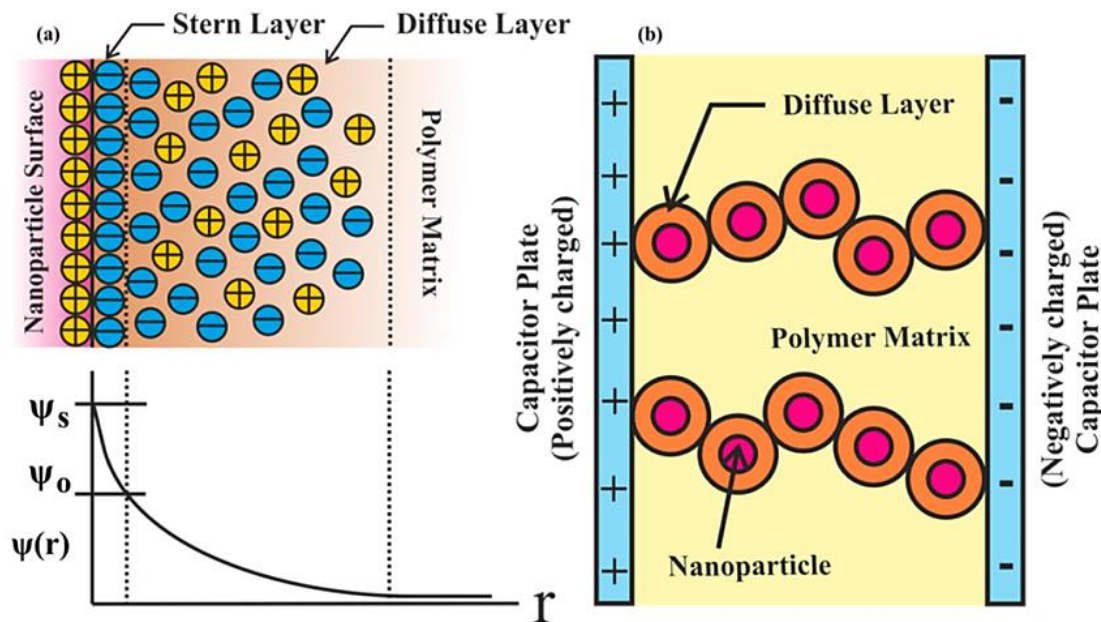 (a)
Stern Layer
Diffuse Layer
Nanoparticle Surface
Polymer Matrix
ψs
ψo
ψ(r)
r
(b)
Capacitor Plate
(Positively charged)
Diffuse Layer
Polymer Matrix
Nanoparticle
(Negatively charged)
Capacitor Plate